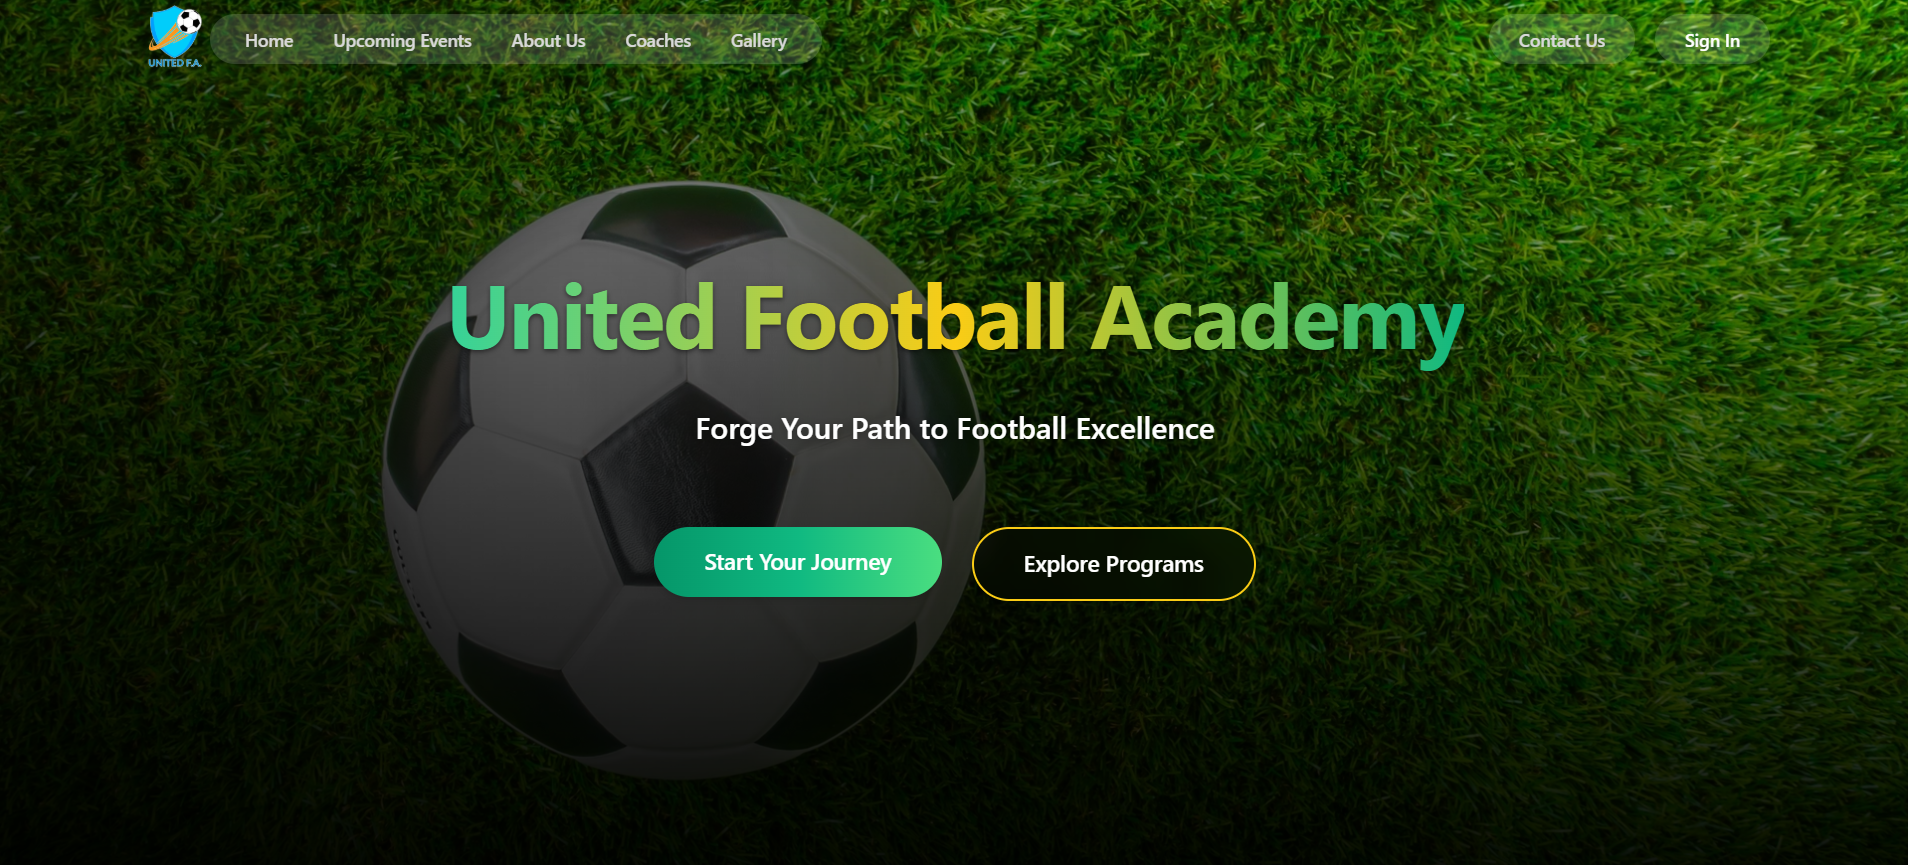 UNITED F.A.
Home Upcoming Events About Us Coaches Gallery Contact Us Sign In
United Football Academy
Forge Your Path to Football Excellence
Start Your Journey Explore Programs